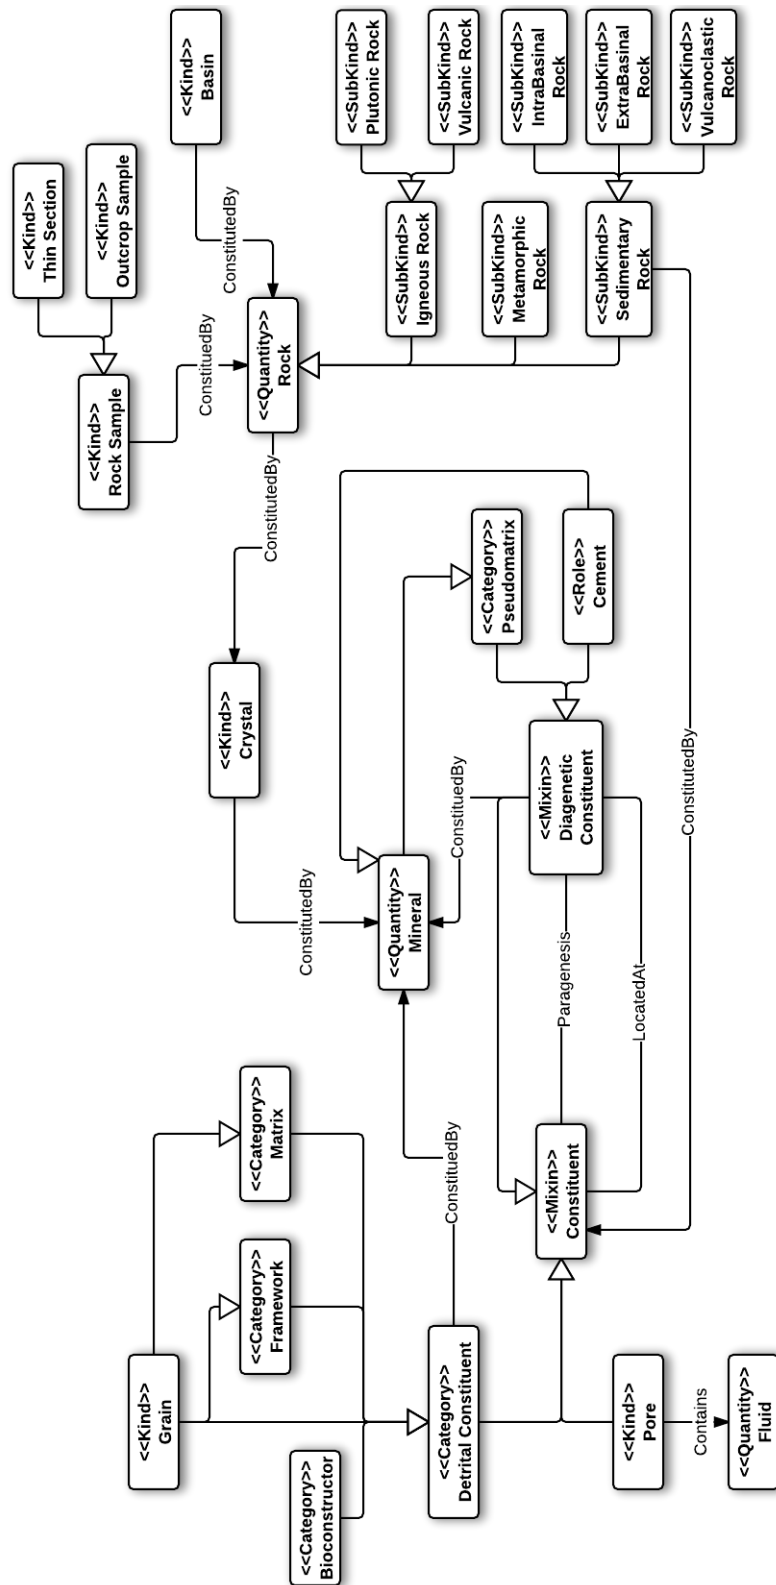 <<Kind>>
Thin Section
<<Kind>>
Outcrop Sample
<<Kind>>
Rock Sample
<<Kind>>
Basin
ConstituedBy
ConstitutedBy
<<Quantity>>
Rock
<<SubKind>>
Plutonic Rock
<<SubKind>>
Vulcanic Rock
<<SubKind>>
IntraBasinal
Rock
<<SubKind>>
ExtraBasinal
Rock
<<SubKind>>
Vulcanoclastic
Rock
<<SubKind>>
Igneous Rock
<<SubKind>>
Metamorphic
Rock
<<SubKind>>
Sedimentary
Rock
ConstitutedBy
<<Kind>>
Crystal
<<Category>>
Pseudomatrix
<<Role>>
Cement
ConstitutedBy
<<Quantity>>
Mineral
ConstituedBy
<<Mixin>>
Diagenetic
Constituent
ConstitutedBy
Paragenesis
LocatedAt
<<Category>>
Matrix
<<Category>>
Framework
<<Kind>>
Grain
<<Category>>
Bioconstructor
ConstituedBy
<<Category>>
Detrital Constituent
<<Mixin>>
Constituent
<<Kind>>
Pore
Contains
<<Quantity>>
Fluid